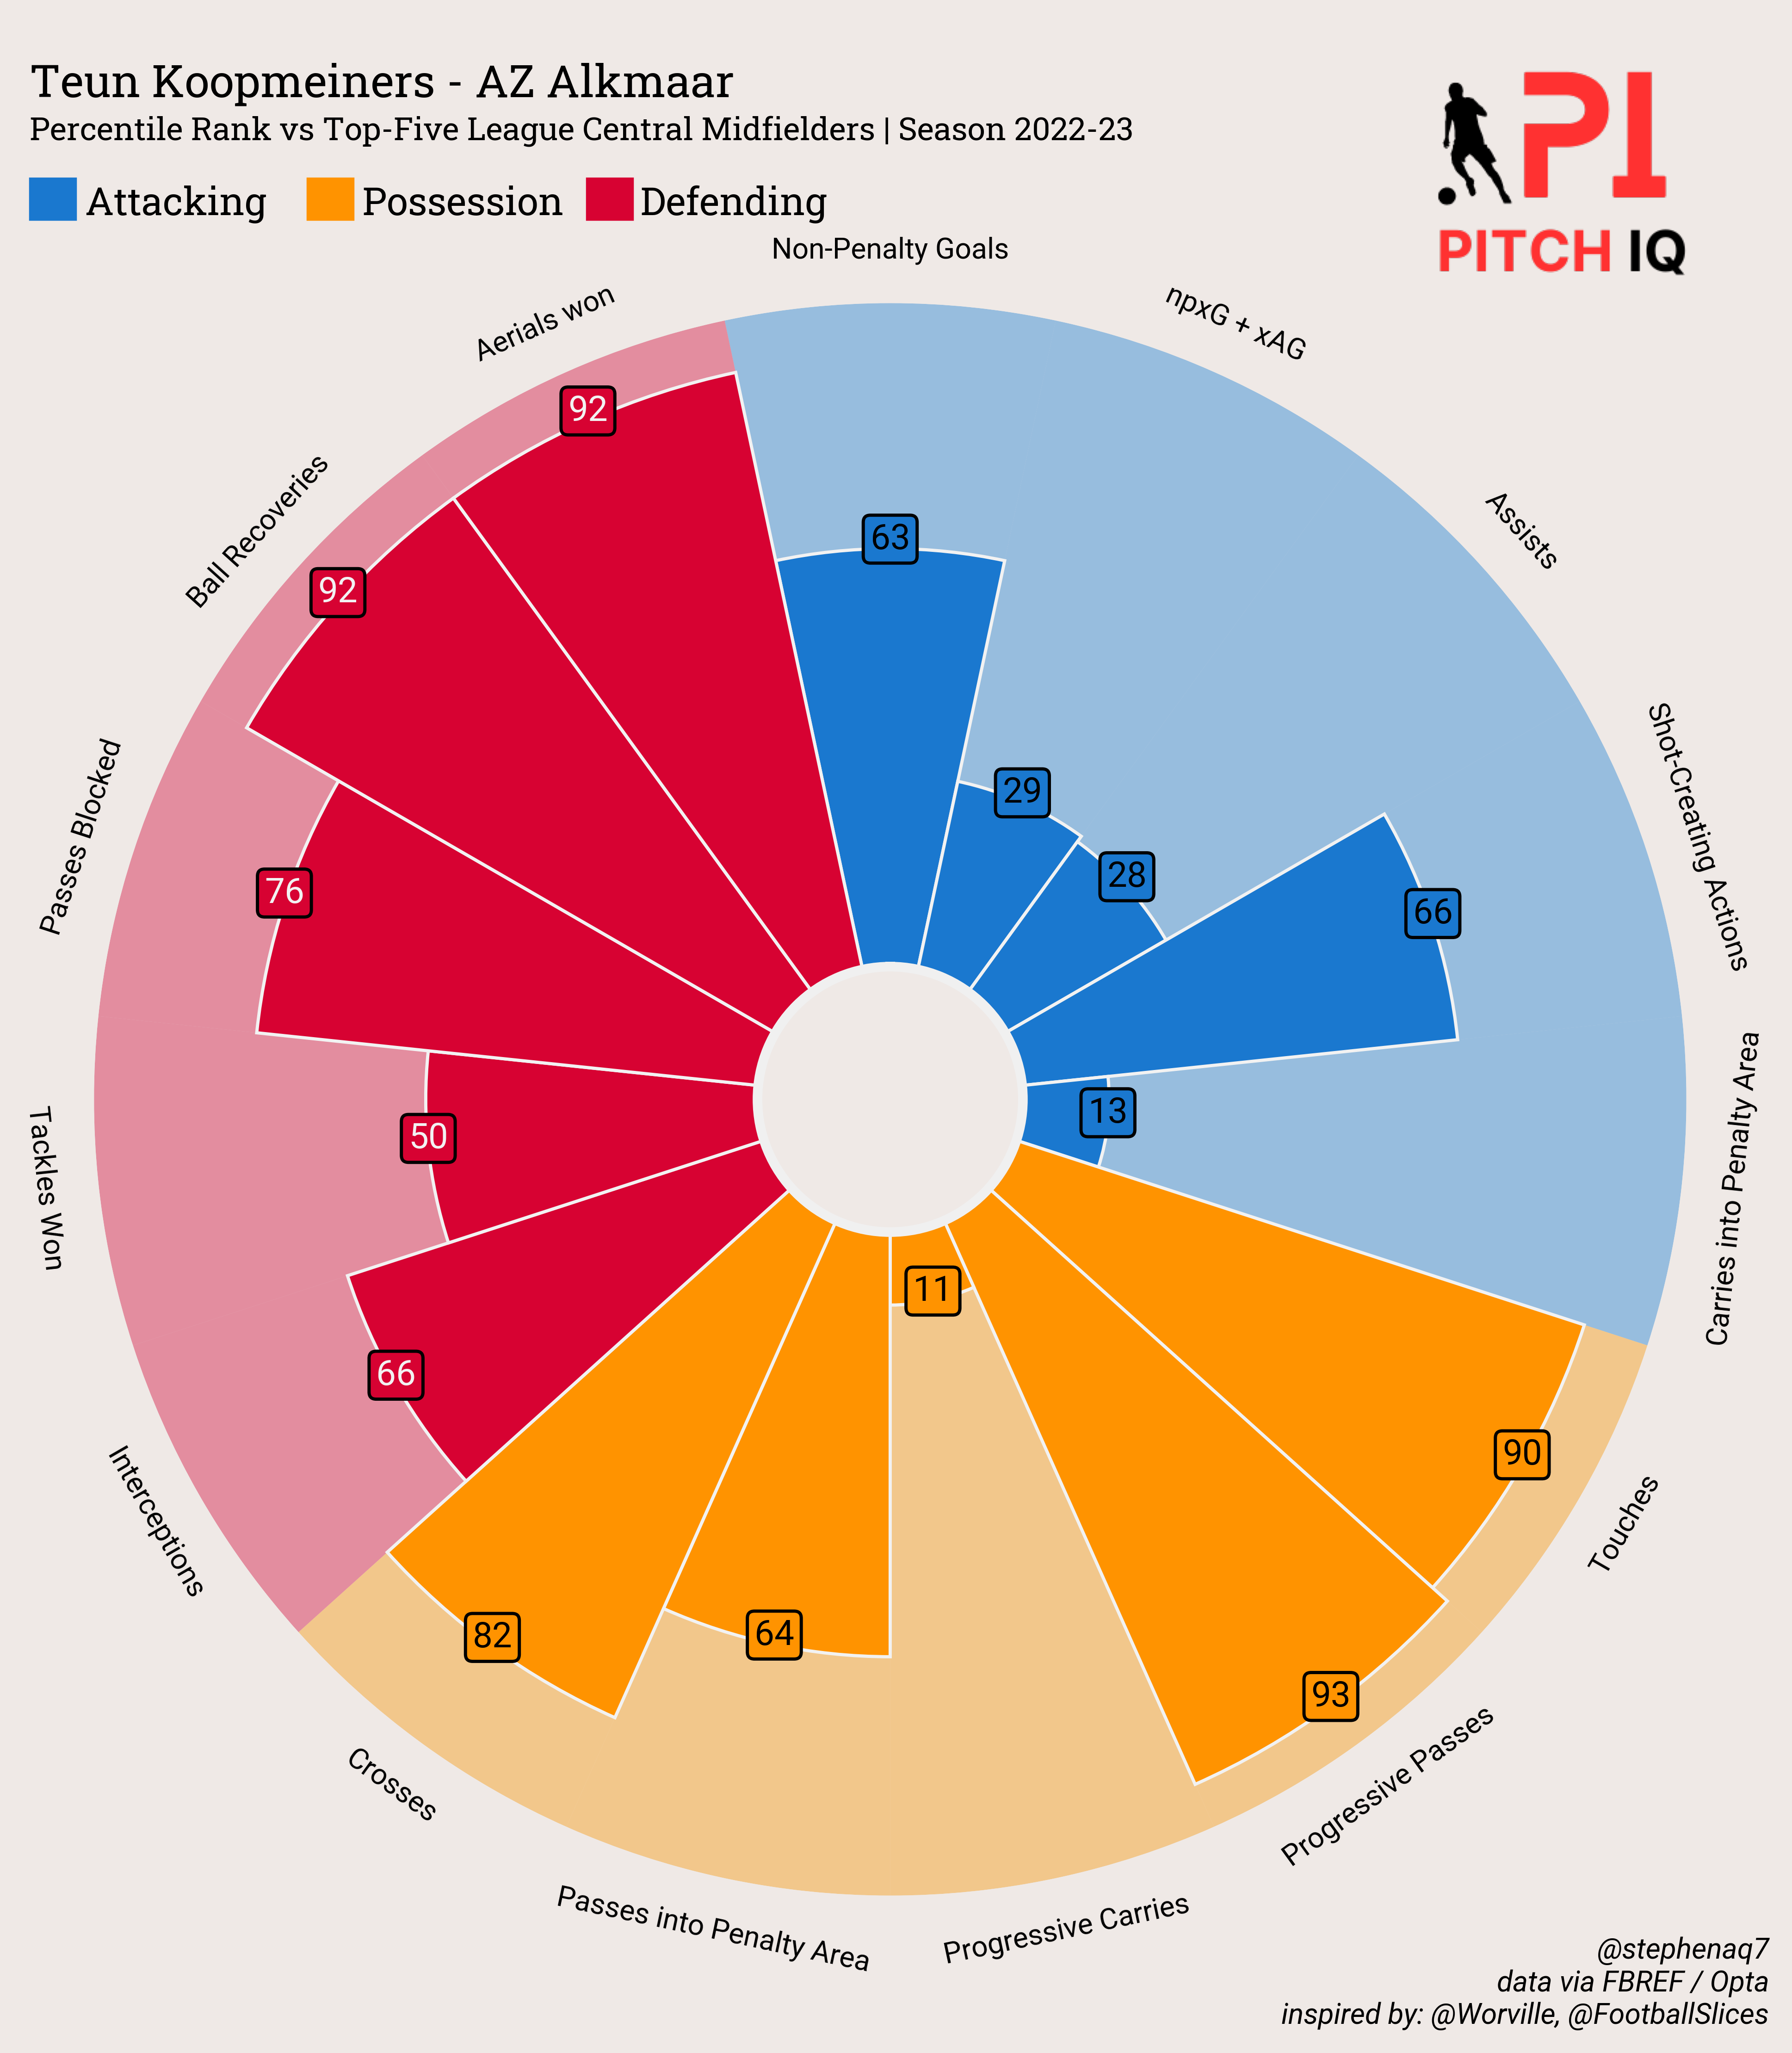 Teun Koopmeiners - AZ Alkmaar
Percentile Rank vs Top-Five League Central Midfielders | Season 2022-23
Attacking
Possession
Defending
PI
PITCH IQ
Non-Penalty Goals
63
npxG + xAG
29
Assists
28
Shot-Creating Actions
66
Carries into Penalty Area
13
Touches
90
Progressive Passes
93
Progressive Carries
11
Passes into Penalty Area
64
Crosses
82
Interceptions
66
Tackles Won
50
Passes Blocked
76
Ball Recoveries
92
Aerials won
92
@stephenaq7
data via FBREF / Opta
inspired by: @Worville, @FootballSlices